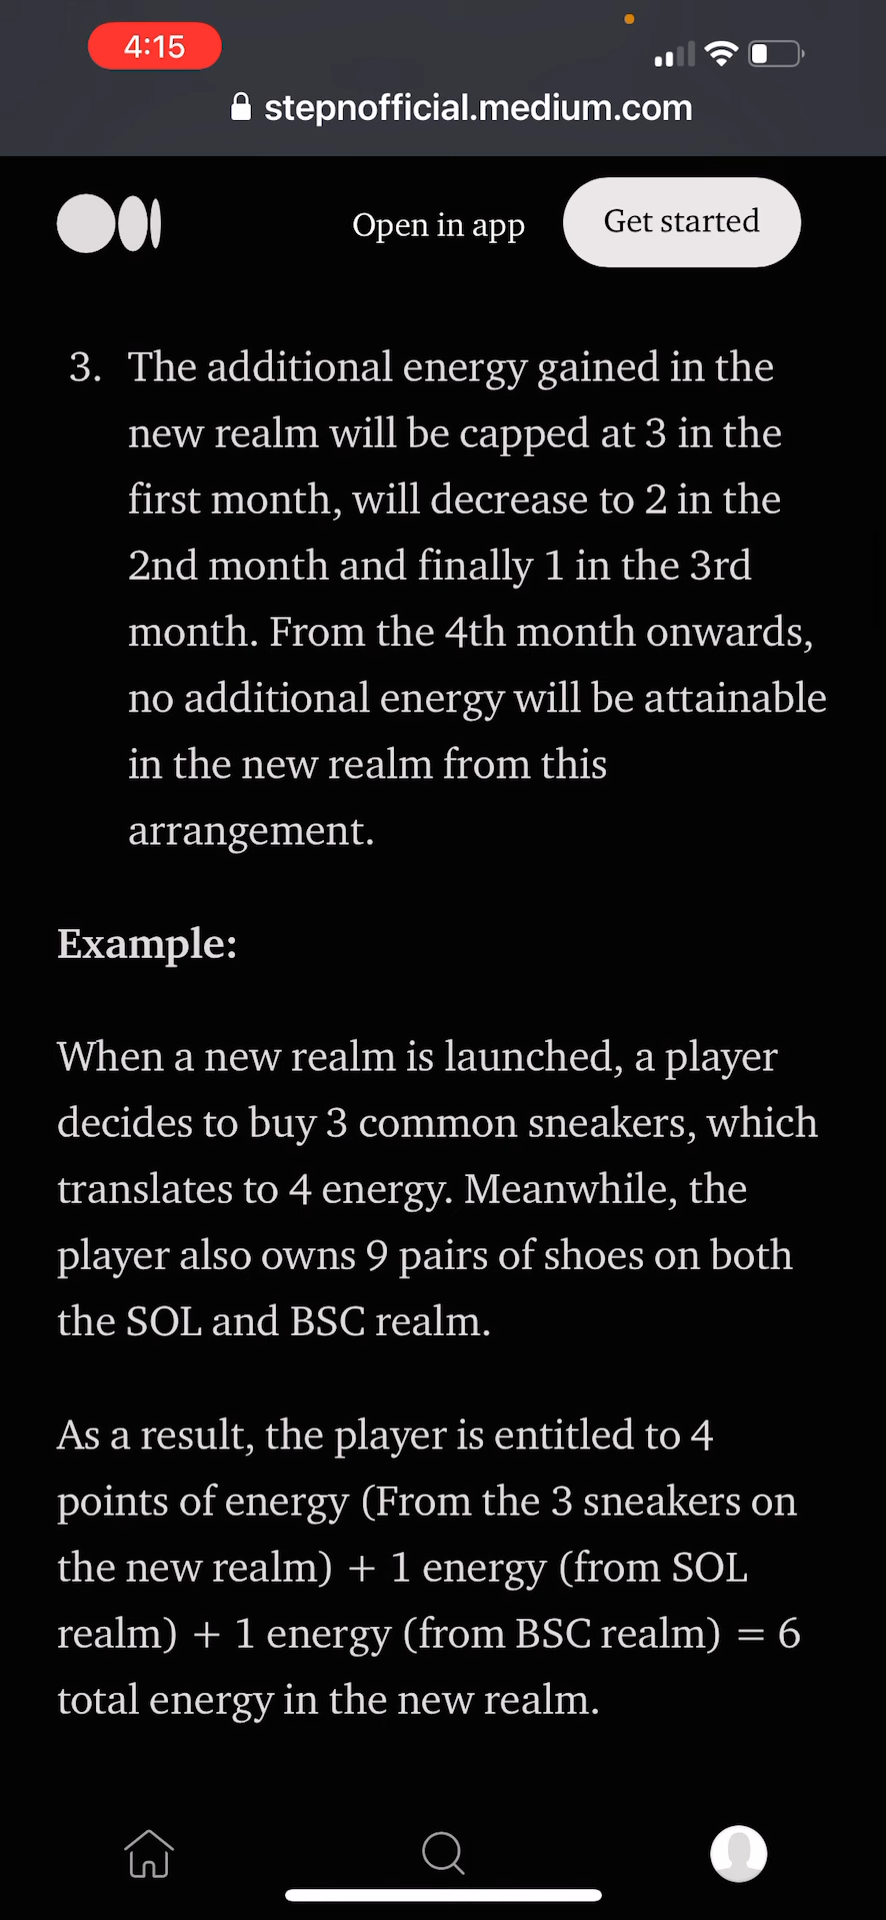 4:15
stepnofficial.medium.com
Open in app
Get started
3. The additional energy gained in the
new realm will be capped at 3 in the
first month, will decrease to 2 in the
2nd month and finally 1 in the 3rd
month. From the 4th month onwards,
no additional energy will be attainable
in the new realm from this
arrangement.
Example:
When a new realm is launched, a player
decides to buy 3 common sneakers, which
translates to 4 energy. Meanwhile, the
player also owns 9 pairs of shoes on both
the SOL and BSC realm.
As a result, the player is entitled to 4
points of energy (From the 3 sneakers on
the new realm) + 1 energy (from SOL
realm) + 1 energy (from BSC realm) = 6
total energy in the new realm.